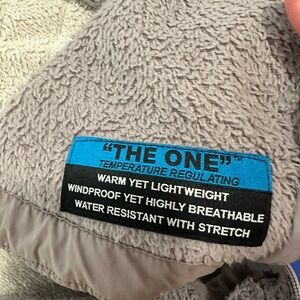 "THE ONE"™
TEMPERATURE REGULATING
WARM YET LIGHTWEIGHT
WINDPROOF YET HIGHLY BREATHABLE
WATER RESISTANT WITH STRETCH